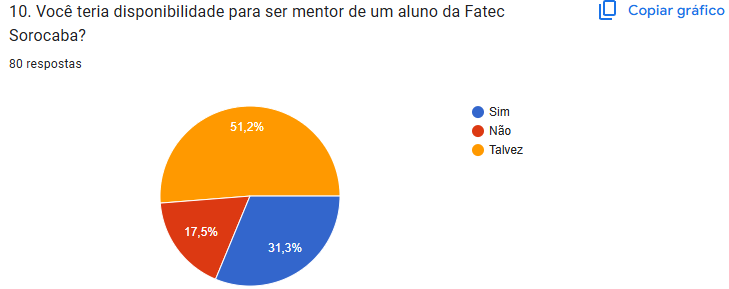 10. Você teria disponibilidade para ser mentor de um aluno da Fatec
Sorocaba?
Copiar gráfico
80 respostas
51,2%
17,5%
31,3%
Sim
Não
Talvez